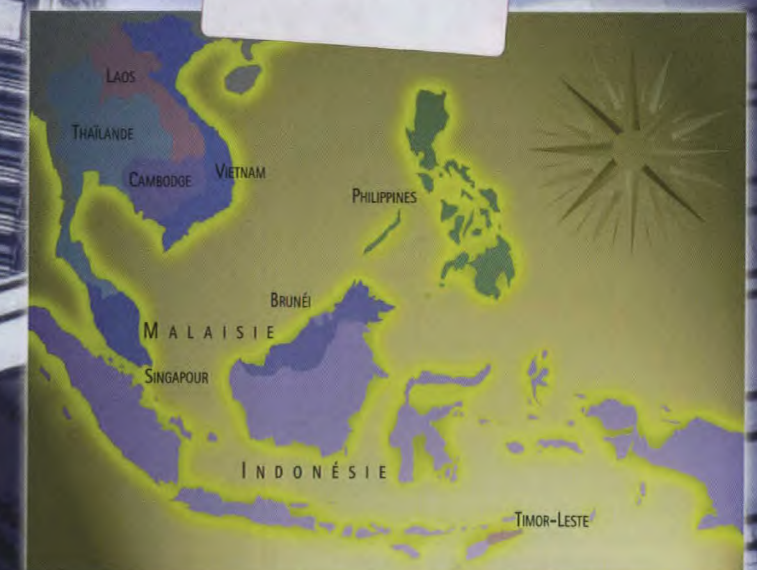 LAOS
THAÏLANDE
CAMBODGE
VIETNAM
PHILIPPINES
BRUNÉI
MALAISIE
SINGAPOUR
INDONÉSIE
TIMOR-LESTE